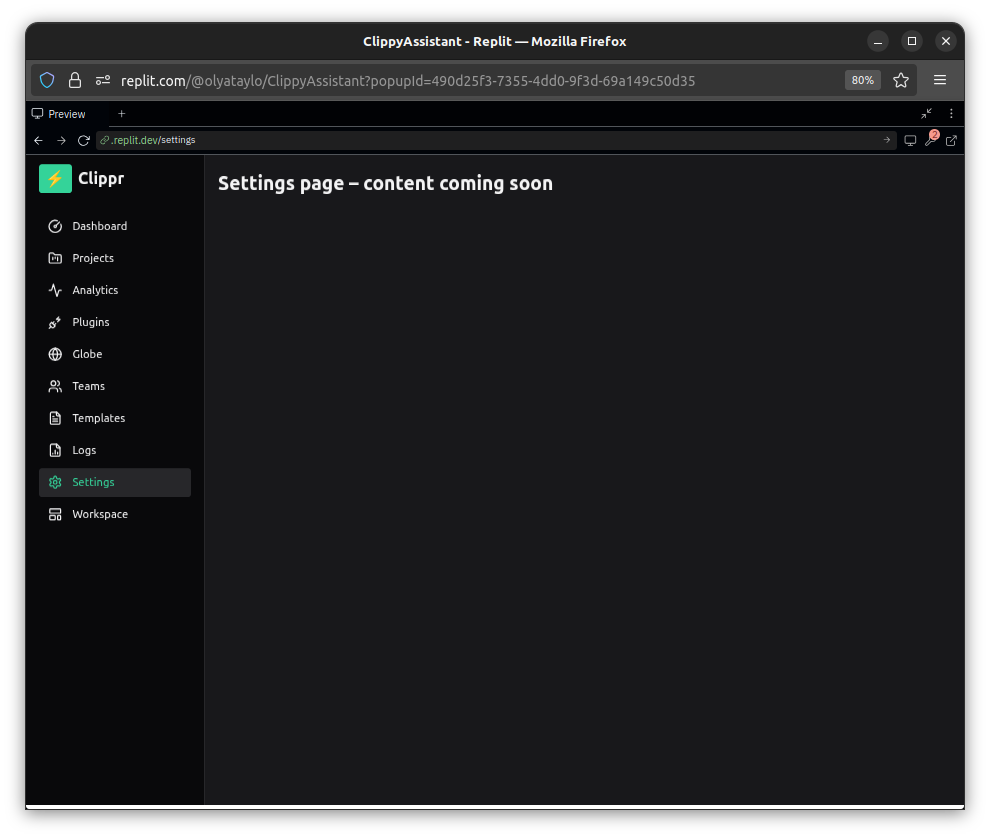 ClippyAssistant - Replit — Mozilla Firefox
replit.com/@olyataylo/ClippyAssistant?popupId=490d25f3-7355-4dd0-9f3d-69a149c50d35
80%
Preview
.replit.dev/settings
2
Clippr
Settings page – content coming soon
Dashboard
Projects
Analytics
Plugins
Globe
Teams
Templates
Logs
Settings
Workspace